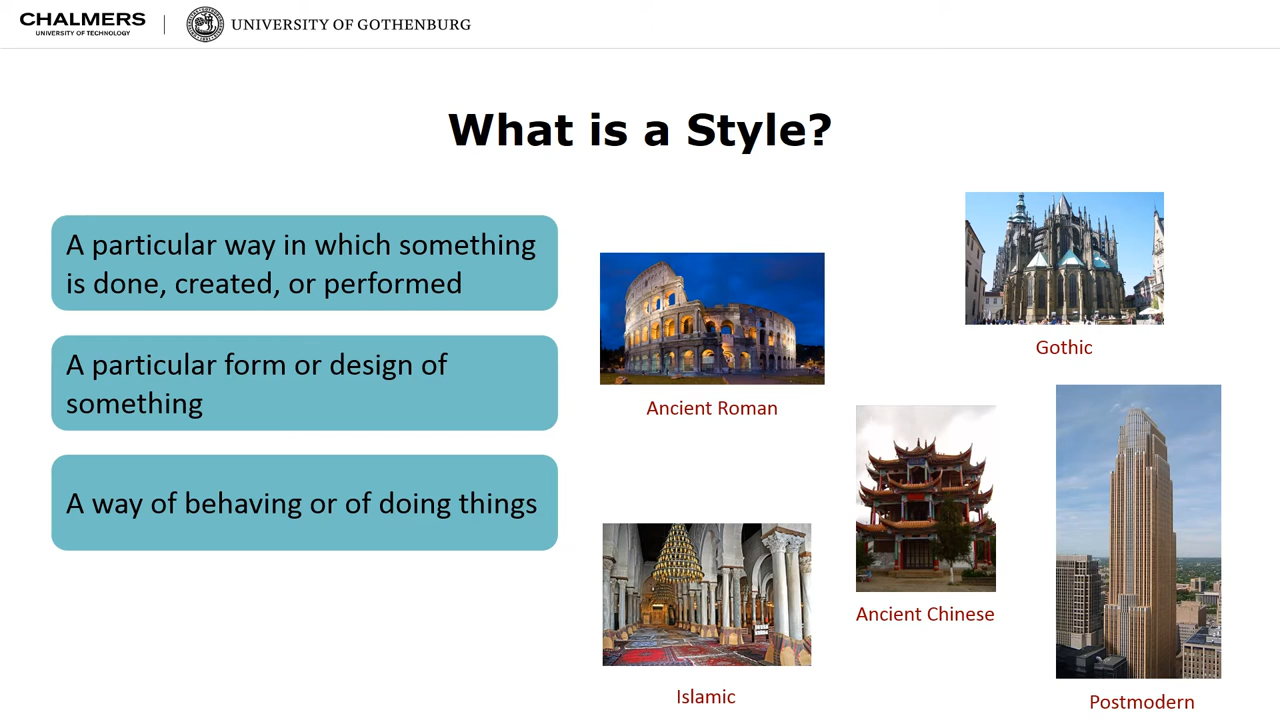 CHALMERS
UNIVERSITY OF TECHNOLOGY
UNIVERSITY OF GOTHENBURG
What is a Style?
A particular way in which something
is done, created, or performed
A particular form or design of
something
A way of behaving or of doing things
Ancient Roman
Gothic
Islamic
Ancient Chinese
Postmodern